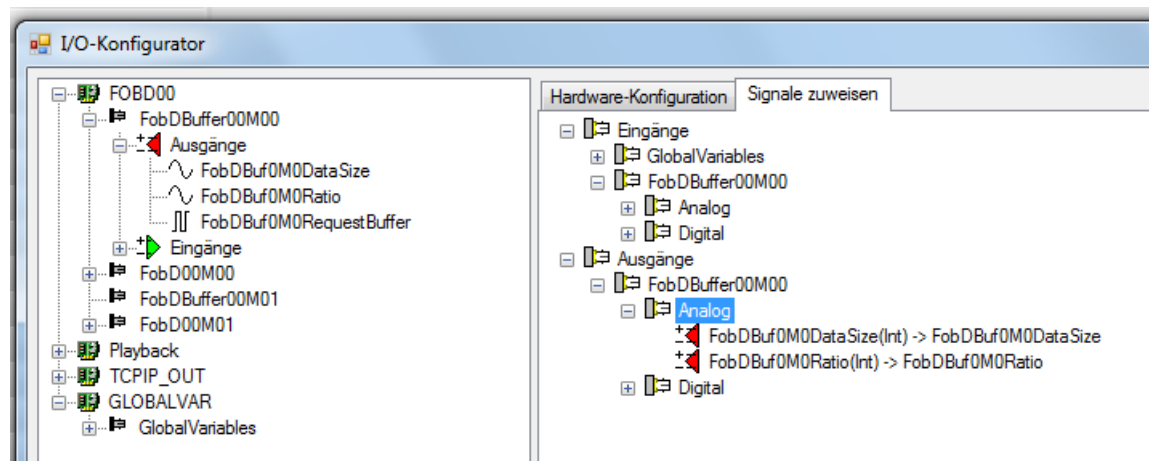 I/O-Konfigurator
FOBD00
FobDBuffer00M00
Ausgänge
FobDBuf0M0DataSize
FobDBuf0M0Ratio
FobDBuf0M0RequestBuffer
Eingänge
FobD00M00
FobDBuffer00M01
FobD00M01
Playback
TCPIP_OUT
GLOBALVAR
GlobalVariables
Hardware-Konfiguration
Signale zuweisen
Eingänge
GlobalVariables
FobDBuffer00M00
Analog
Digital
Ausgänge
FobDBuffer00M00
Analog
FobDBuf0M0DataSize(Int) -> FobDBuf0M0DataSize
FobDBuf0M0Ratio(Int) -> FobDBuf0M0Ratio
Digital